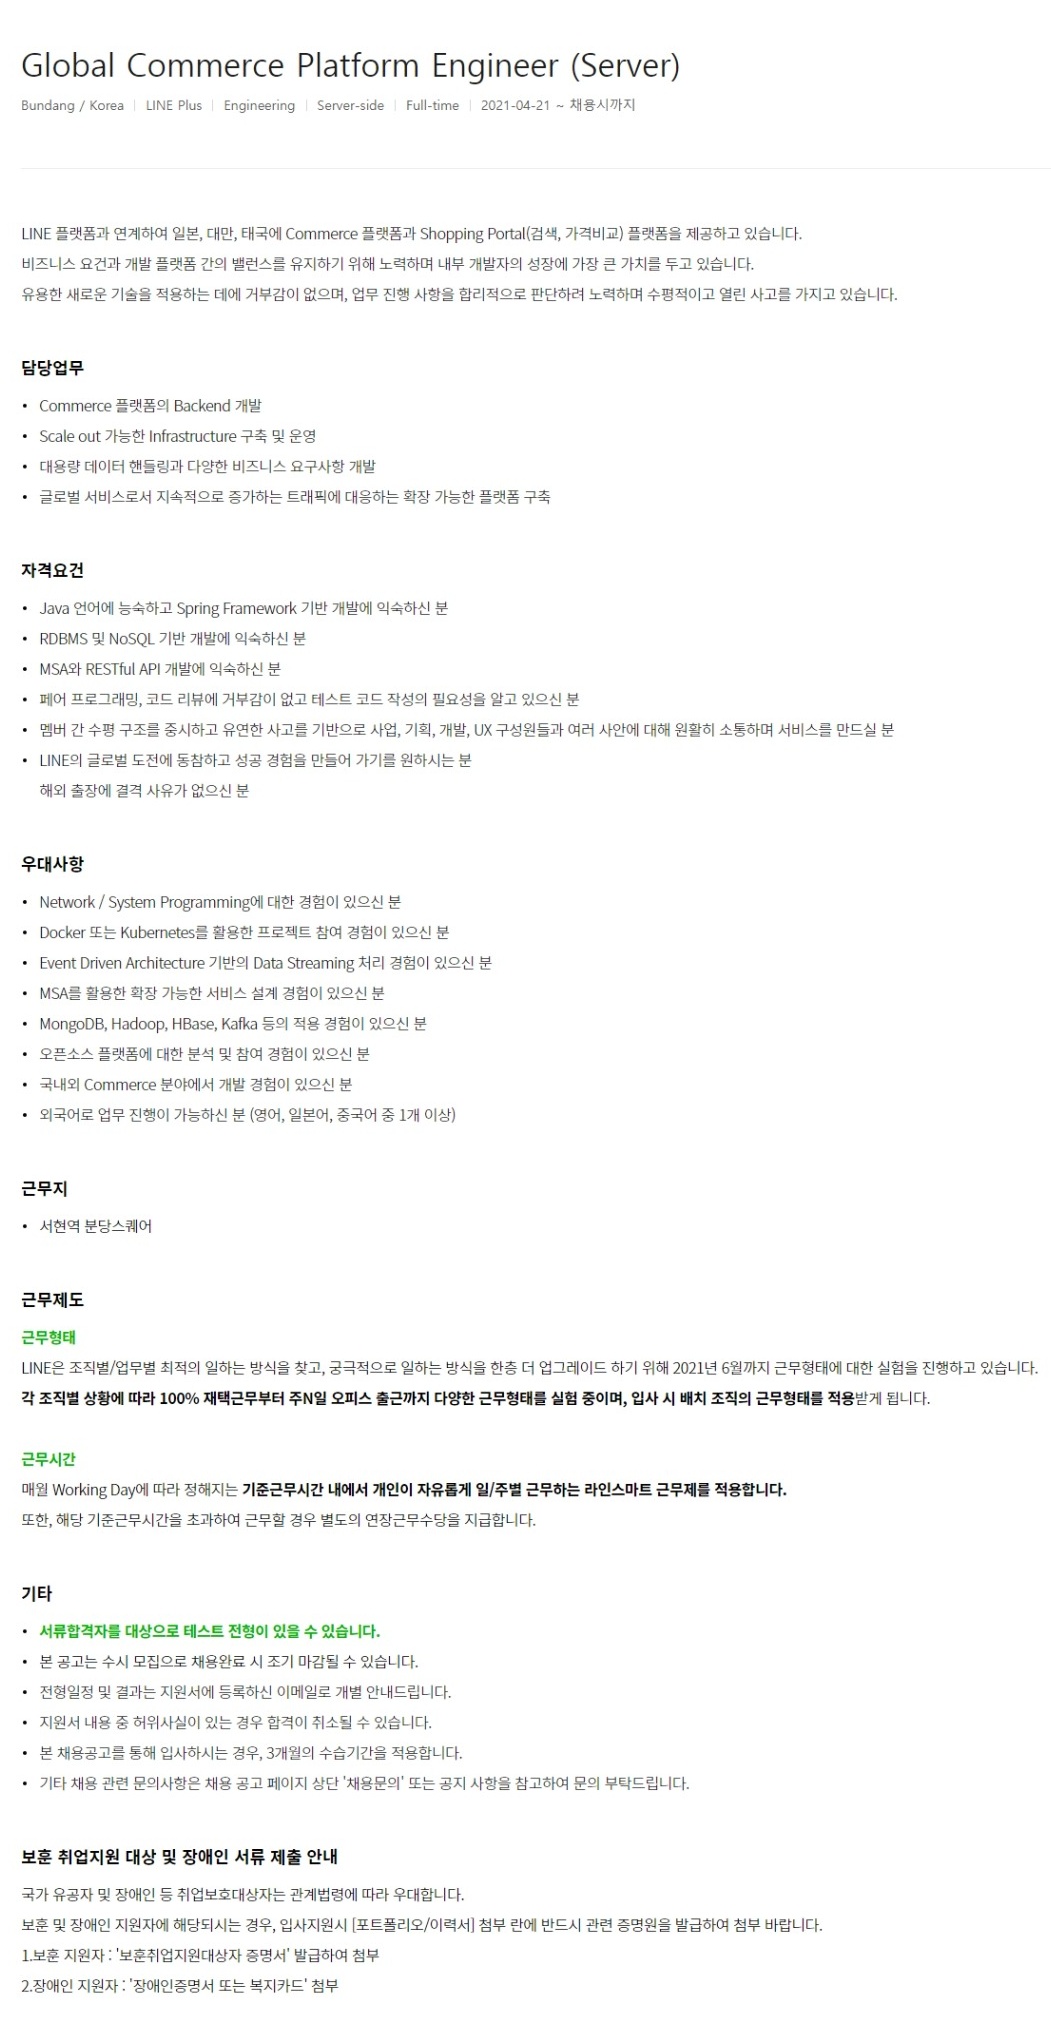 Global Commerce Platform Engineer (Server)
Bundang / Korea | LINE Plus | Engineering | Server-side | Full-time | 2021-04-21 ~ 채용시까지
LINE 플랫폼과 연계하여 일본, 대만, 태국에 Commerce 플랫폼과 Shopping Portal(검색, 가격비교) 플랫폼을 제공하고 있습니다.
비즈니스 요건과 개발 플랫폼 간의 밸런스를 유지하기 위해 노력하며 내부 개발자의 성장에 가장 큰 가치를 두고 있습니다.
유용한 새로운 기술을 적용하는 데에 거부감이 없으며, 업무 진행 사항을 합리적으로 판단하려 노력하며 수평적이고 열린 사고를 가지고 있습니다.
담당업무
• Commerce 플랫폼의 Backend 개발
• Scale out 가능한 Infrastructure 구축 및 운영
• 대용량 데이터 핸들링과 다양한 비즈니스 요구사항 개발
• 글로벌 서비스로서 지속적으로 증가하는 트래픽에 대응하는 확장 가능한 플랫폼 구축
자격요건
• Java 언어에 능숙하고 Spring Framework 기반 개발에 익숙하신 분
• RDBMS 및 NoSQL 기반 개발에 익숙하신 분
• MSA와 RESTful API 개발에 익숙하신 분
• 페어 프로그래밍, 코드 리뷰에 거부감이 없고 테스트 코드 작성의 필요성을 알고 있으신 분
• 멤버 간 수평 구조를 중시하고 유연한 사고를 기반으로 사업, 기획, 개발, UX 구성원들과 여러 사안에 대해 원활히 소통하며 서비스를 만드실 분
• LINE의 글로벌 도전에 동참하고 성공 경험을 만들어 가기를 원하시는 분
해외 출장에 결격 사유가 없으신 분
우대사항
• Network / System Programming에 대한 경험이 있으신 분
• Docker 또는 Kubernetes를 활용한 프로젝트 참여 경험이 있으신 분
• Event Driven Architecture 기반의 Data Streaming 처리 경험이 있으신 분
• MSA를 활용한 확장 가능한 서비스 설계 경험이 있으신 분
• MongoDB, Hadoop, HBase, Kafka 등의 적용 경험이 있으신 분
• 오픈소스 플랫폼에 대한 분석 및 참여 경험이 있으신 분
• 국내외 Commerce 분야에서 개발 경험이 있으신 분
• 외국어로 업무 진행이 가능하신 분 (영어, 일본어, 중국어 중 1개 이상)
근무지
• 서현역 분당스퀘어
근무제도
근무형태
LINE은 조직별/업무별 최적의 일하는 방식을 찾고, 궁극적으로 일하는 방식을 한층 더 업그레이드 하기 위해 2021년 6월까지 근무형태에 대한 실험을 진행하고 있습니다.
각 조직별 상황에 따라 100% 재택근무부터 주N일 오피스 출근까지 다양한 근무형태를 실험 중이며, 입사 시 배치 조직의 근무형태를 적용받게 됩니다.
근무시간
매월 Working Day에 따라 정해지는 기준근무시간 내에서 개인이 자유롭게 일/주별 근무하는 라인스마트 근무제를 적용합니다.
또한, 해당 기준근무시간을 초과하여 근무할 경우 별도의 연장근무수당을 지급합니다.
기타
• 서류합격자를 대상으로 테스트 전형이 있을 수 있습니다.
• 본 공고는 수시 모집으로 채용완료 시 조기 마감될 수 있습니다.
• 전형일정 및 결과는 지원서에 등록하신 이메일로 개별 안내드립니다.
• 지원서 내용 중 허위사실이 있는 경우 합격이 취소될 수 있습니다.
• 본 채용공고를 통해 입사하시는 경우, 3개월의 수습기간을 적용합니다.
• 기타 채용 관련 문의사항은 채용 공고 페이지 상단 '채용문의' 또는 공지 사항을 참고하여 문의 부탁드립니다.
보훈 취업지원 대상 및 장애인 서류 제출 안내
국가 유공자 및 장애인 등 취업보호대상자는 관계법령에 따라 우대합니다.
보훈 및 장애인 지원자에 해당되시는 경우, 입사지원시 [포트폴리오/이력서] 첨부 란에 반드시 관련 증명원을 발급하여 첨부 바랍니다.
1.보훈 지원자 : '보훈취업지원대상자 증명서' 발급하여 첨부
2.장애인 지원자 : '장애인증명서 또는 복지카드' 첨부